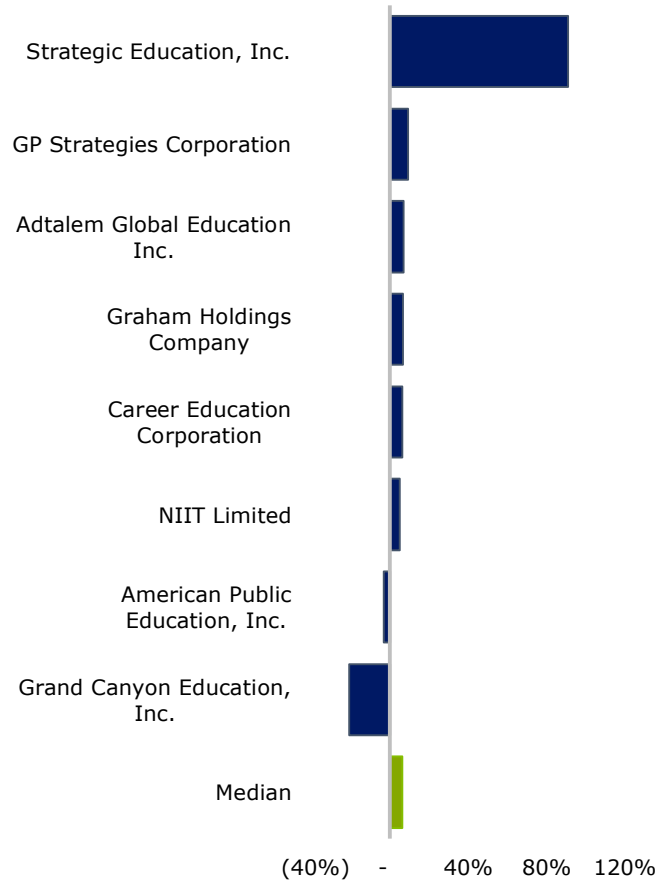 Strategic Education, Inc.
GP Strategies Corporation
Adtalem Global Education
Inc.
Graham Holdings
Company
Career Education
Corporation
NIIT Limited
American Public
Education, Inc.
Grand Canyon Education,
Inc.
Median
(40%) - 40% 80% 120%